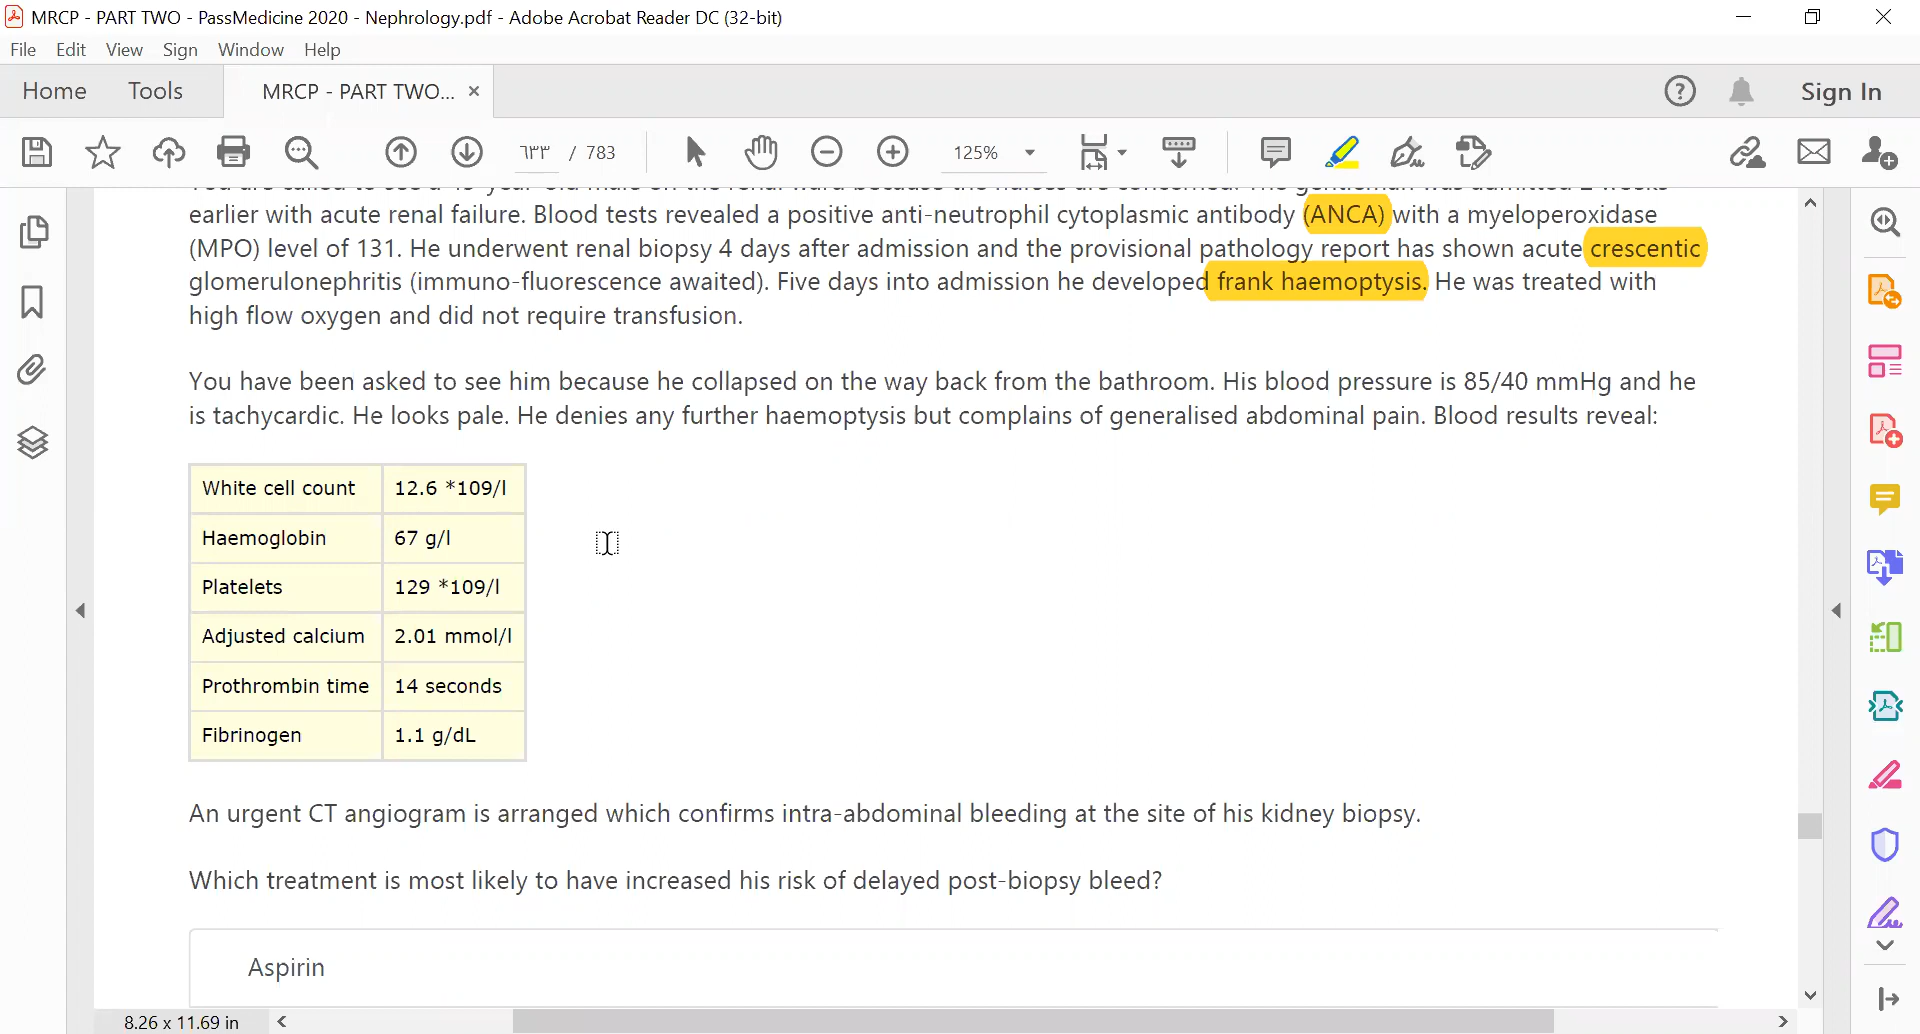 MRCP - PART TWO - PassMedicine 2020 - Nephrology.pdf - Adobe Acrobat Reader DC (32-bit)
File Edit View Sign Window Help
Home Tools MRCP - PART TWO... × Sign In
٦٣٣ / 783 125%
earlier with acute renal failure. Blood tests revealed a positive anti-neutrophil cytoplasmic antibody (ANCA) with a myeloperoxidase
(MPO) level of 131. He underwent renal biopsy 4 days after admission and the provisional pathology report has shown acute crescentic
glomerulonephritis (immuno-fluorescence awaited). Five days into admission he developed frank haemoptysis. He was treated with
high flow oxygen and did not require transfusion.
You have been asked to see him because he collapsed on the way back from the bathroom. His blood pressure is 85/40 mmHg and he
is tachycardic. He looks pale. He denies any further haemoptysis but complains of generalised abdominal pain. Blood results reveal:
White cell count 12.6 *109/l
Haemoglobin 67 g/l
Platelets 129 *109/l
Adjusted calcium 2.01 mmol/l
Prothrombin time 14 seconds
Fibrinogen 1.1 g/dL
An urgent CT angiogram is arranged which confirms intra-abdominal bleeding at the site of his kidney biopsy.
Which treatment is most likely to have increased his risk of delayed post-biopsy bleed?
Aspirin
8.26 x 11.69 in